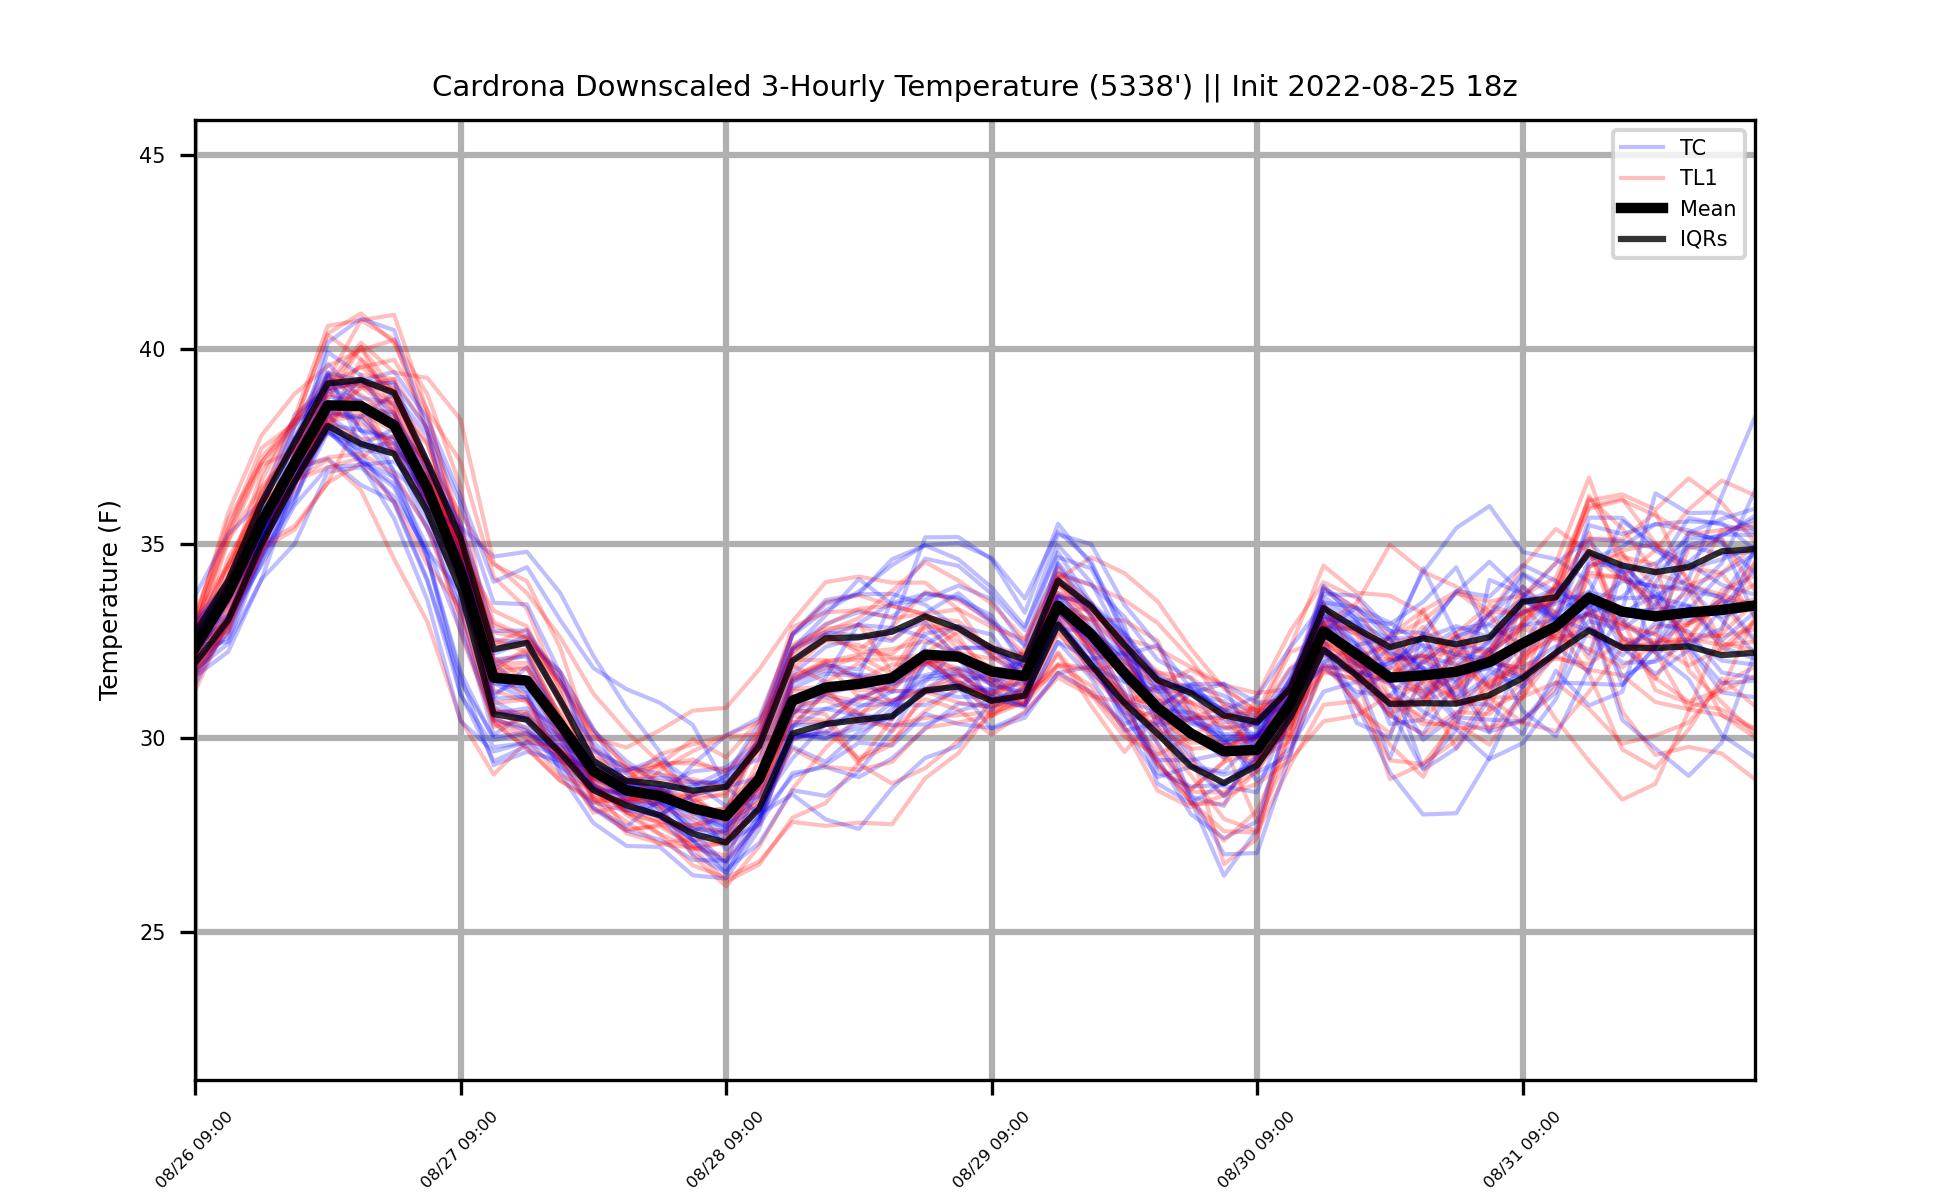 Cardrona Downscaled 3-Hourly Temperature (5338') || Init 2022-08-25 18z
TC
TL1
Mean
IQRs
Temperature (F)
45
40
35
30
25
08/26 09:00
08/27 09:00
08/28 09:00
08/29 09:00
08/30 09:00
08/31 09:00